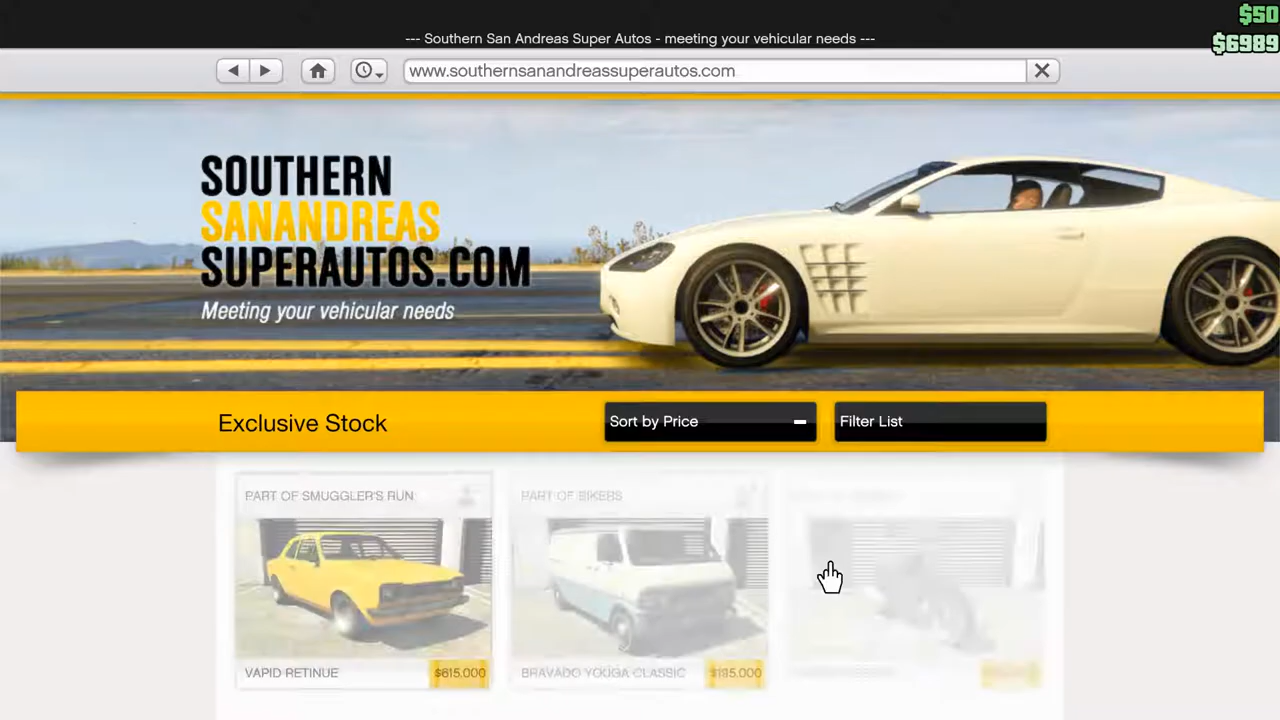 $50
--- Southern San Andreas Super Autos - meeting your vehicular needs ---
$6989
www.southernsanandreassuperautos.com
SOUTHERN
SANANDREAS
SUPERAUTOS.COM
Meeting your vehicular needs
Exclusive Stock
Sort by Price
Filter List
PART OF SMUGGLER'S RUN
PART OF BIKERS
VAPID RETINUE
$615,000
BRAVADO YOUGA CLASSIC
$195,000